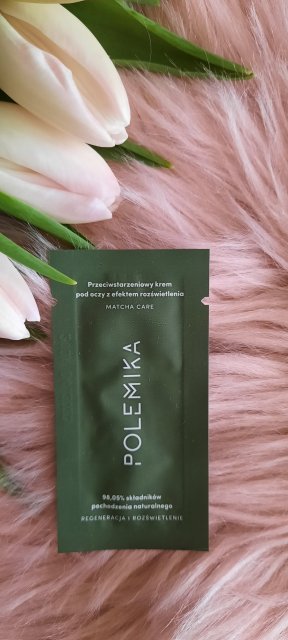 Przeciwstarzeniowy krem
pod oczy z efektem rozświetlenia
MATCHA CARE
POLEMIKA
98,05% składników
pochodzenia naturalnego
REGENERACJA I ROZŚWIETLENIE